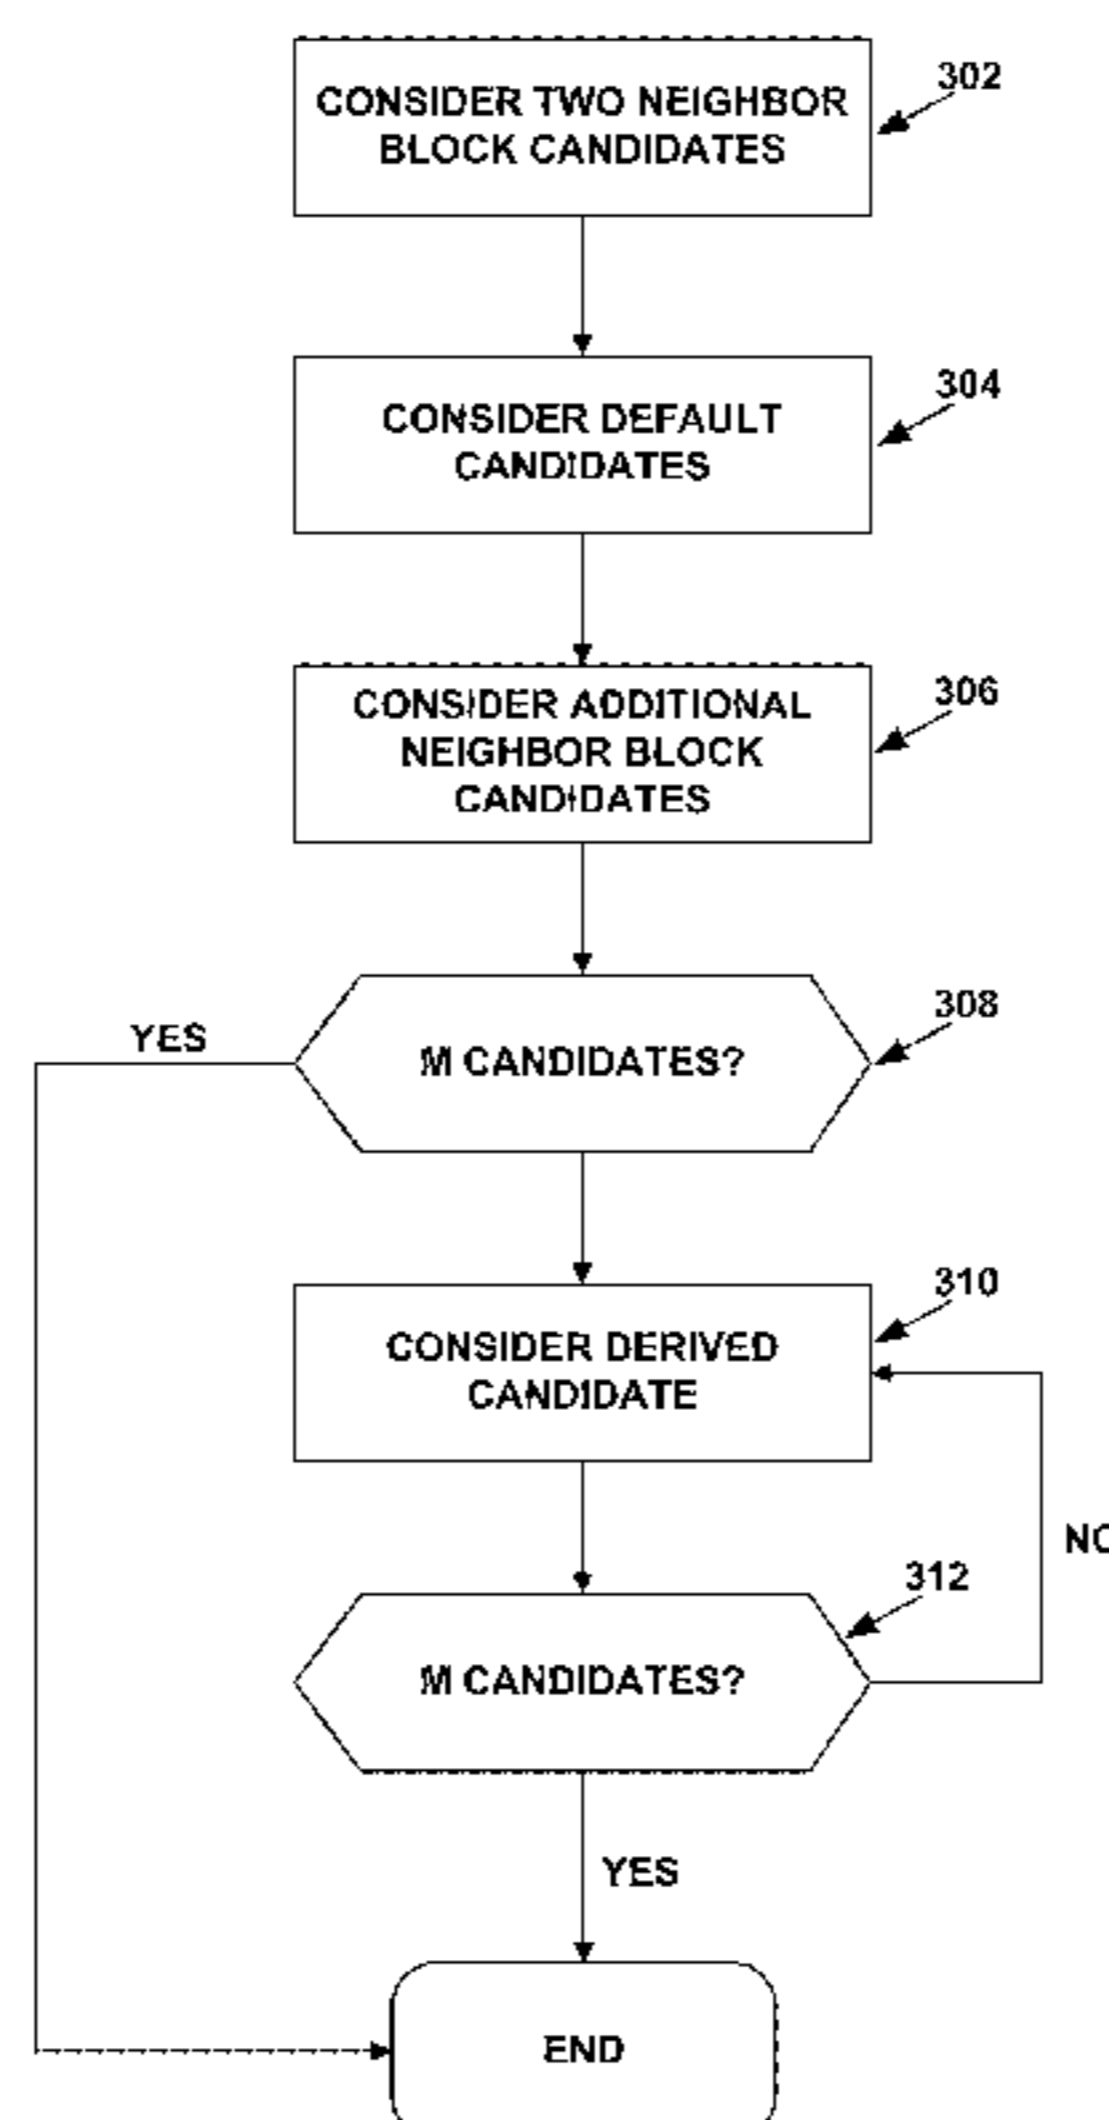 CONSIDER TWO NEIGHBOR
BLOCK CANDIDATES
302
CONSIDER DEFAULT
CANDIDATES
304
CONSIDER ADDITIONAL
NEIGHBOR BLOCK
CANDIDATES
306
YES
M CANDIDATES?
308
CONSIDER DERIVED
CANDIDATE
310
NO
M CANDIDATES?
312
YES
END